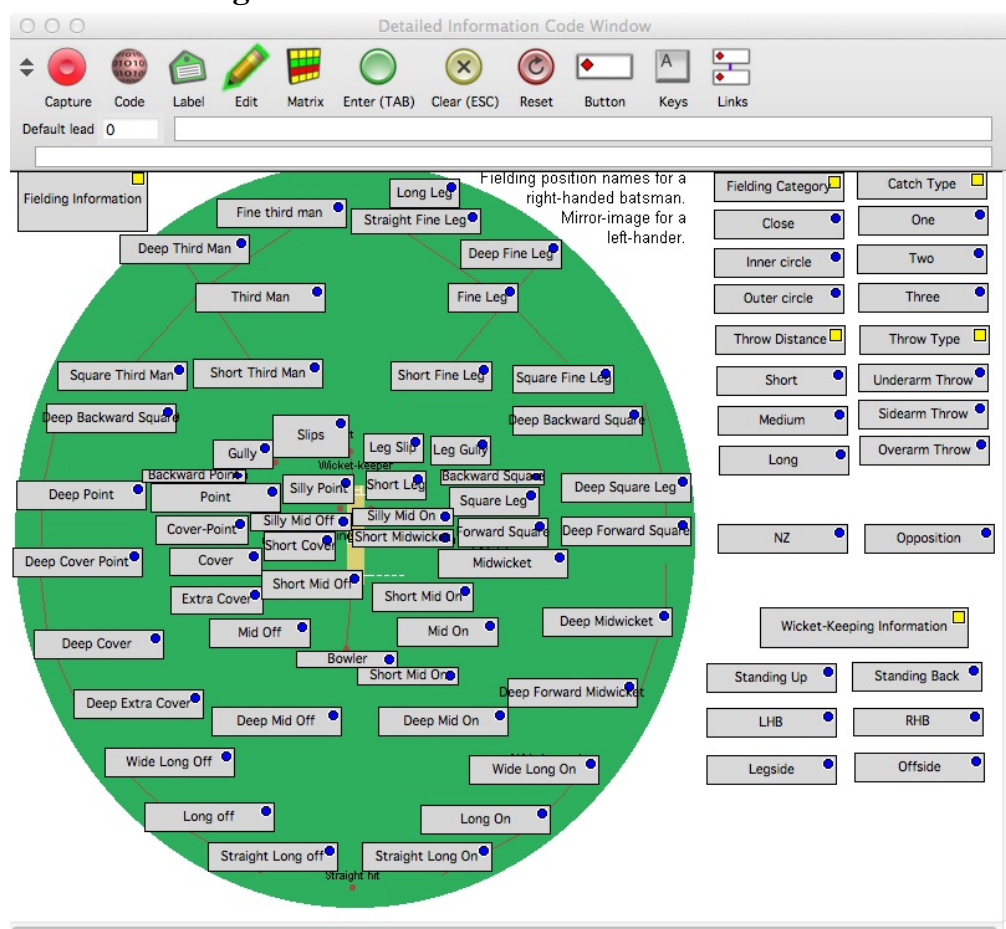 Detailed Information Code Window
Capture Code Label Edit Matrix Enter (TAB) Clear (ESC) Reset Button Keys Links
A
Default lead 0
Fielding Information
Fielding position names for a
right-handed batsman.
Mirror-image for a
left-hander.
Long Leg
Fine third man
Straight Fine Leg
Deep Third Man
Deep Fine Leg
Third Man
Fine Leg
Square Third Man
Short Third Man
Short Fine Leg
Square Fine Leg
Deep Backward Square
Deep Backward Square
Slips
Gully
Leg Slip
Leg Gully
Wicket-keeper
Backward Point
Backward Square
Deep Point
Point
Silly Point
Short Leg
Square Leg
Deep Square Leg
Silly Mid Off
Silly Mid On
Cover-Point
Short Cover
Short Midwicket
Forward Square
Deep Forward Square
Deep Cover Point
Cover
Midwicket
Short Mid Off
Extra Cover
Short Mid On
Mid Off
Mid On
Deep Midwicket
Deep Cover
Bowler
Short Mid On
Deep Forward Midwicket
Deep Extra Cover
Deep Mid Off
Deep Mid On
Wide Long Off
Wide Long On
Long off
Long On
Straight Long off
Straight Long On
Straight hit
Fielding Category
Catch Type
Close
One
Inner circle
Two
Outer circle
Three
Throw Distance
Throw Type
Short
Underarm Throw
Medium
Sidearm Throw
Long
Overarm Throw
NZ
Opposition
Wicket-Keeping Information
Standing Up
Standing Back
LHB
RHB
Legside
Offside